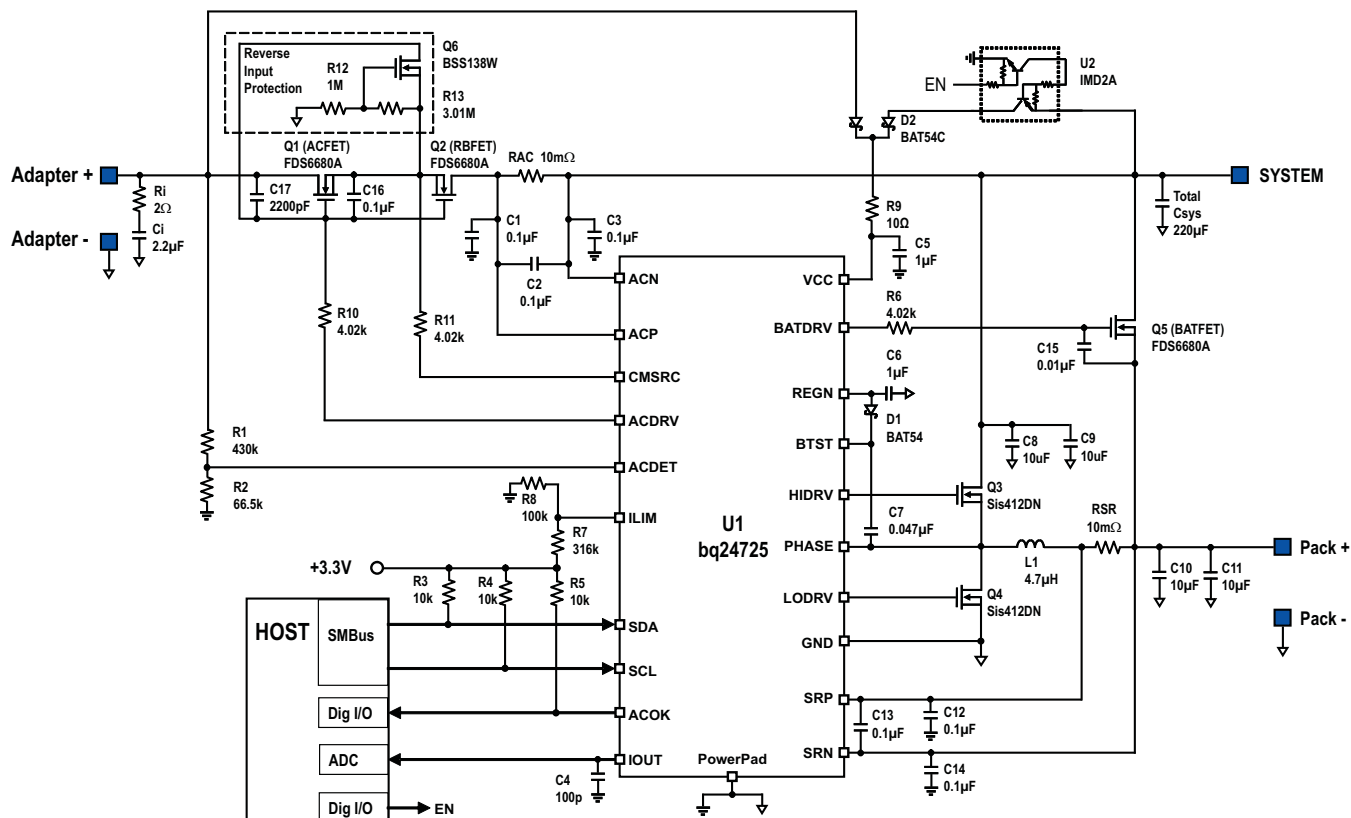 Reverse
Input
Protection
R12
1M
Q6
BSS138W
R13
3.01M
U2
IMD2A
EN
D2
BAT54C
Q1 (ACFET)
FDS6680A
Q2 (RBFET)
FDS6680A
RAC 10mΩ
Adapter +
Ri
2Ω
Ci
2.2µF
Adapter -
C17
2200pF
C16
0.1µF
C1
0.1µF
C3
0.1µF
C2
0.1µF
R9
10Ω
C5
1µF
SYSTEM
Total
Csys
220µF
R10
4.02k
R11
4.02k
ACN
ACP
CMSRC
ACDRV
ACDET
ILIM
SDA
SCL
ACOK
IOUT
U1
bq24725
PowerPad
VCC
BATDRV
REGN
BTST
HIDRV
PHASE
LODRV
GND
SRP
SRN
R6
4.02k
C15
0.01µF
Q5 (BATFET)
FDS6680A
C6
1µF
D1
BAT54
C8
10uF
C9
10uF
Q3
Sis412DN
C7
0.047µF
L1
4.7µH
RSR
10mΩ
Pack +
C10
10µF
C11
10µF
Q4
Sis412DN
Pack -
C13
0.1µF
C12
0.1µF
C14
0.1µF
R1
430k
R2
66.5k
R8
100k
R7
316k
+3.3V
R3
10k
R4
10k
R5
10k
HOST
SMBus
Dig I/O
ADC
Dig I/O
EN
C4
100p